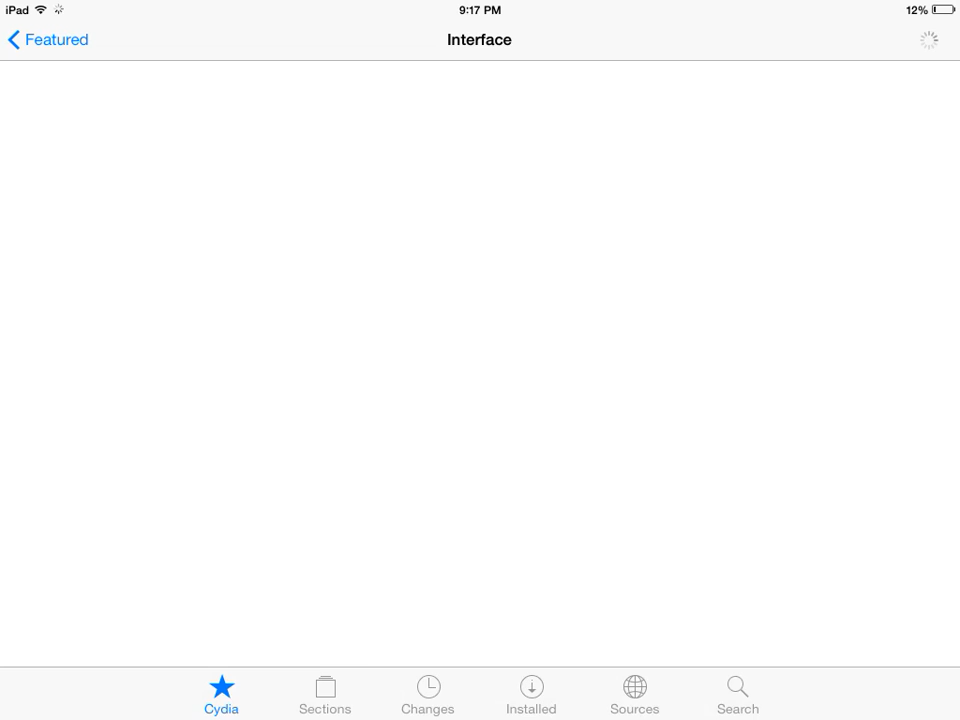 iPad 9:17 PM 12%
Featured Interface
Cydia Sections Changes Installed Sources Search